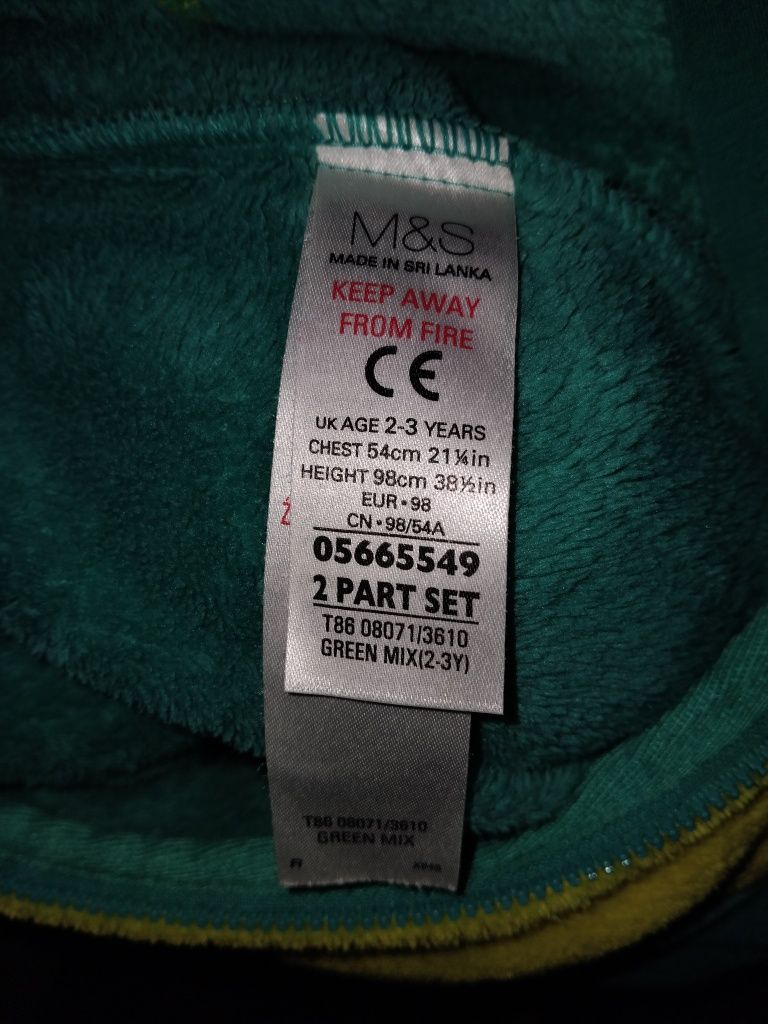 M&S
MADE IN SRI LANKA
KEEP AWAY
FROM FIRE
CE
UK AGE 2-3 YEARS
CHEST 54cm 21¼in
HEIGHT 98cm 38½in
EUR•98
CN•98/54A
05665549
2 PART SET
T86 08071/3610
GREEN MIX(2-3Y)
T86 08071/3610
GREEN MIX